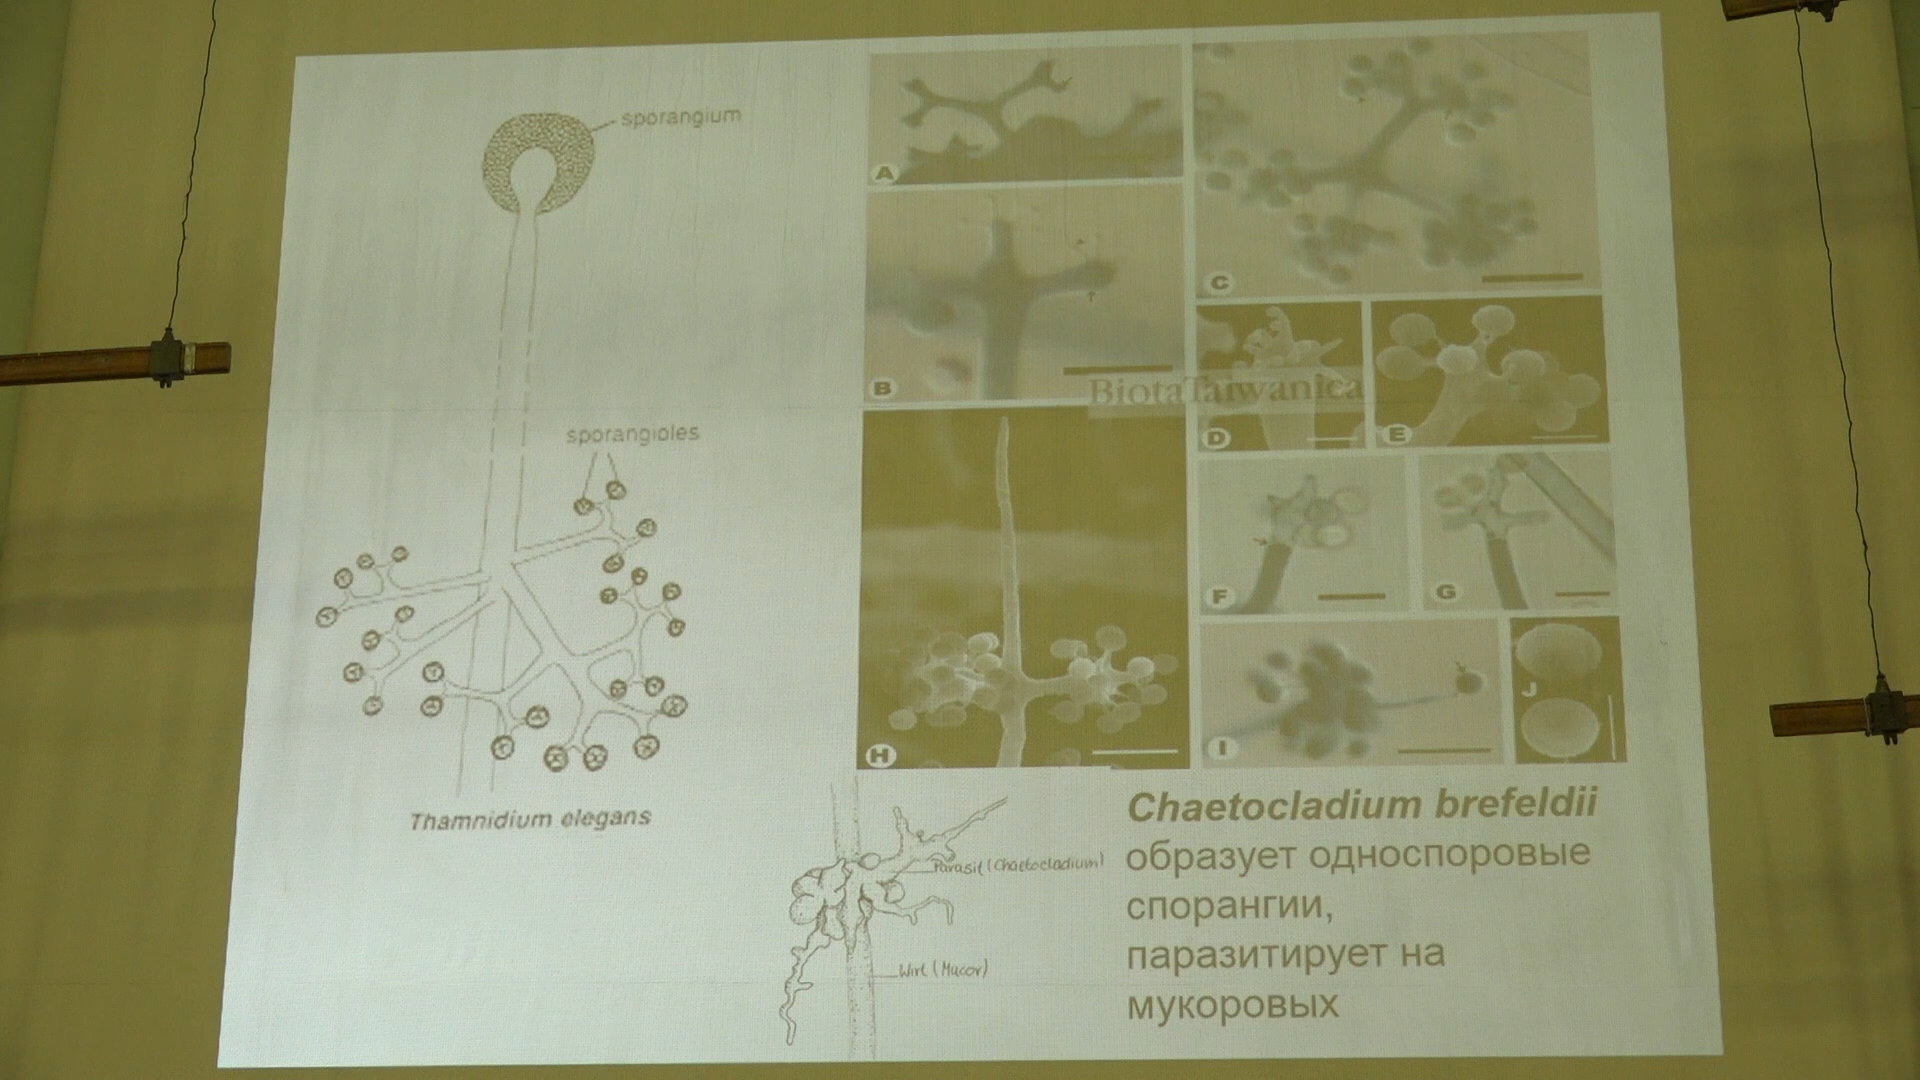 sporangium
sporangioles
Thamnidium elegans
A
B
C
D
E
F
G
H
I
J
BiotaTaiwanica
Parasit (Chaetocladium)
Wirt (Mucor)
Chaetocladium brefeldii
образует односпоровые
спорангии,
паразитирует на
мукоровых